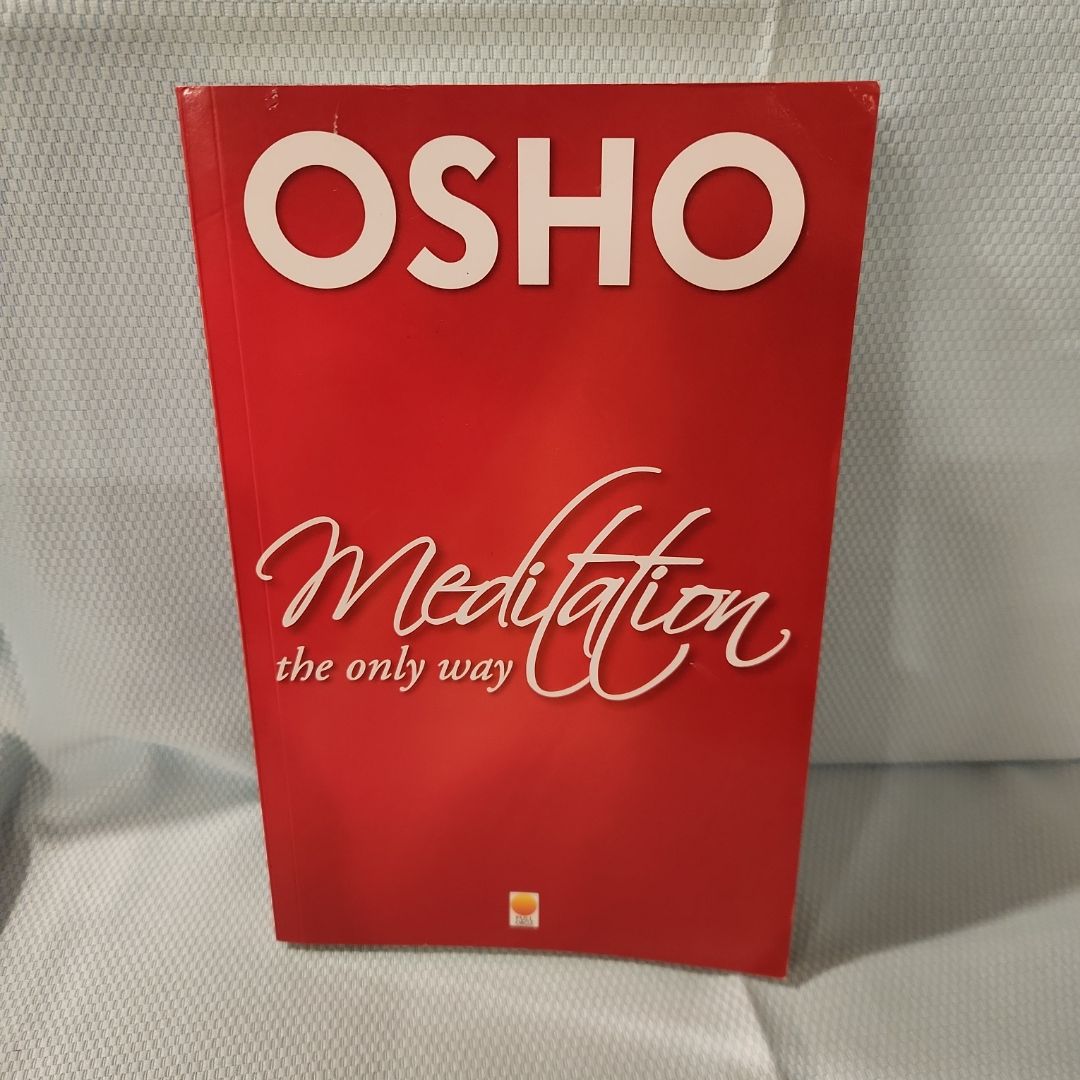 OSHO
Meditation
the only way